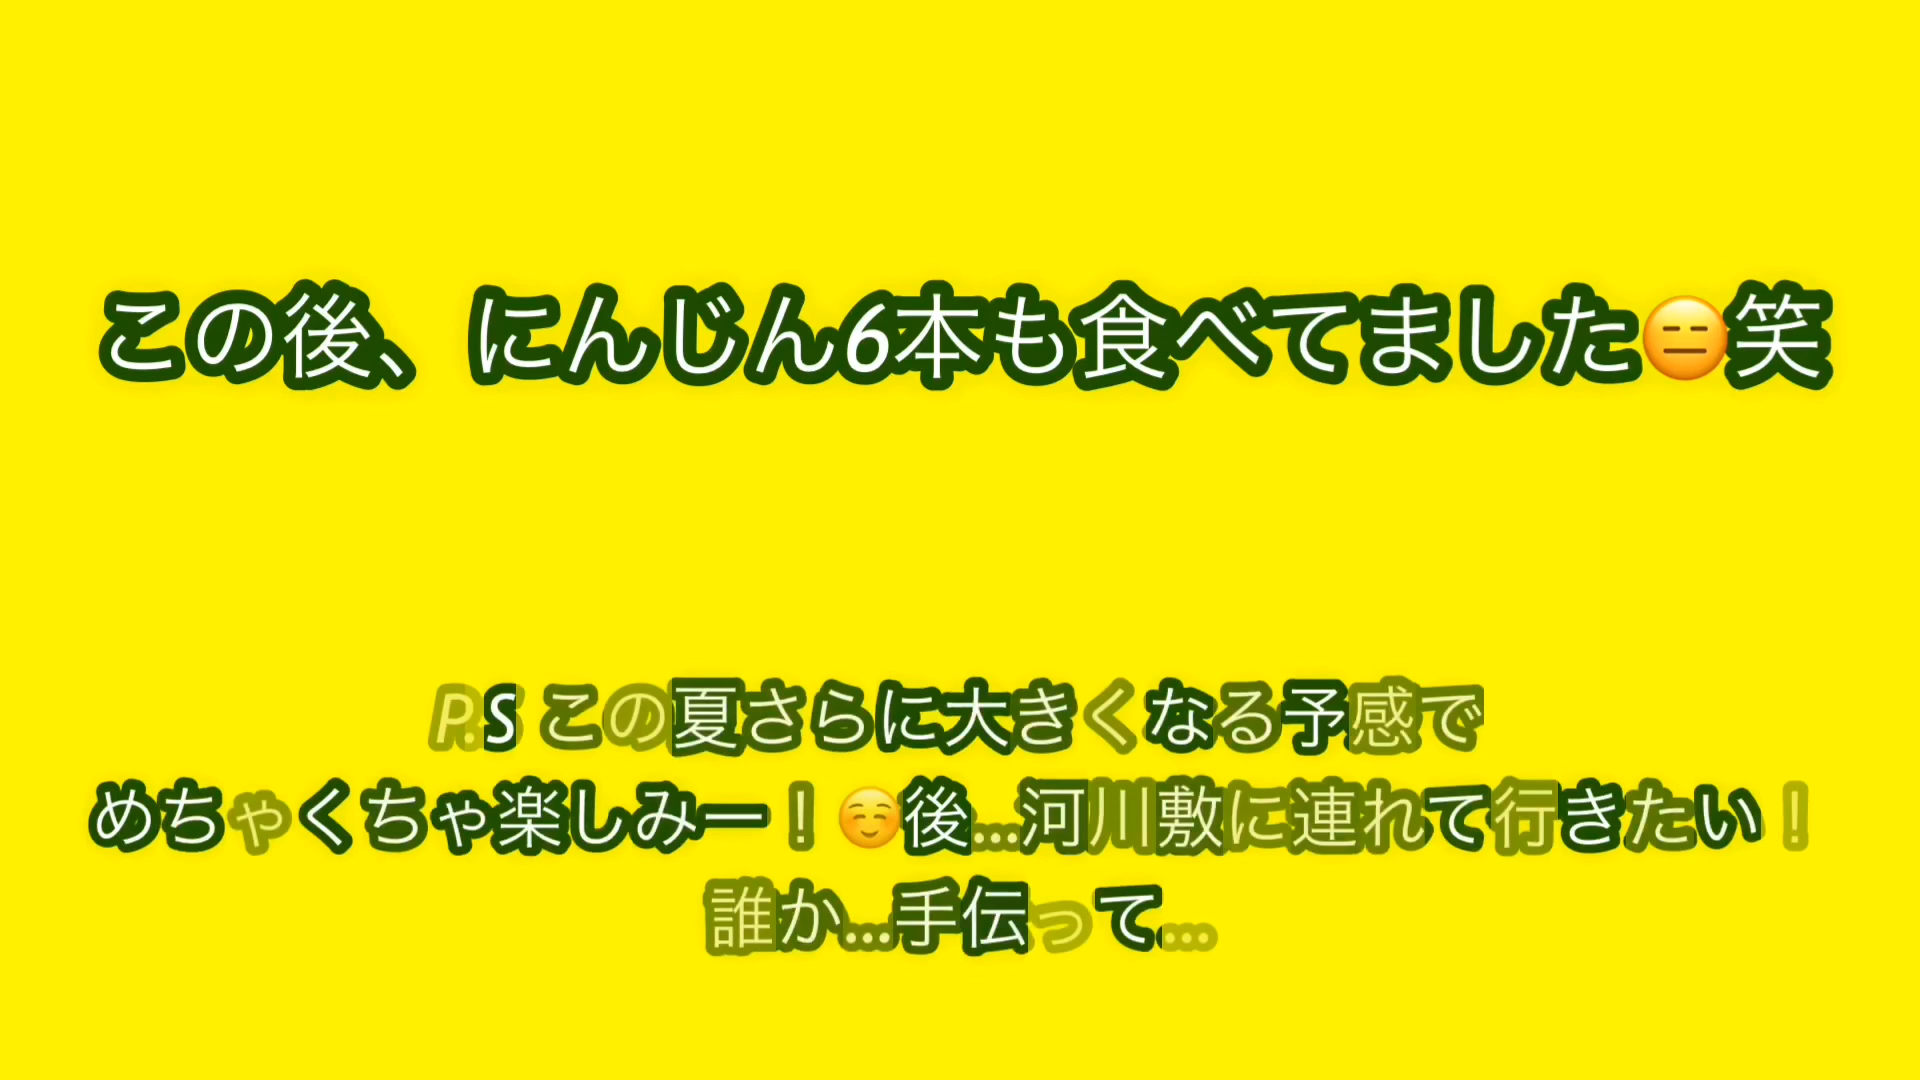 この後、にんじん6本も食べてました😑笑
P.S この夏さらに大きくなる予感で
めちゃくちゃ楽しみー！☺️後...河川敷に連れて行きたい！
誰か...手伝って...